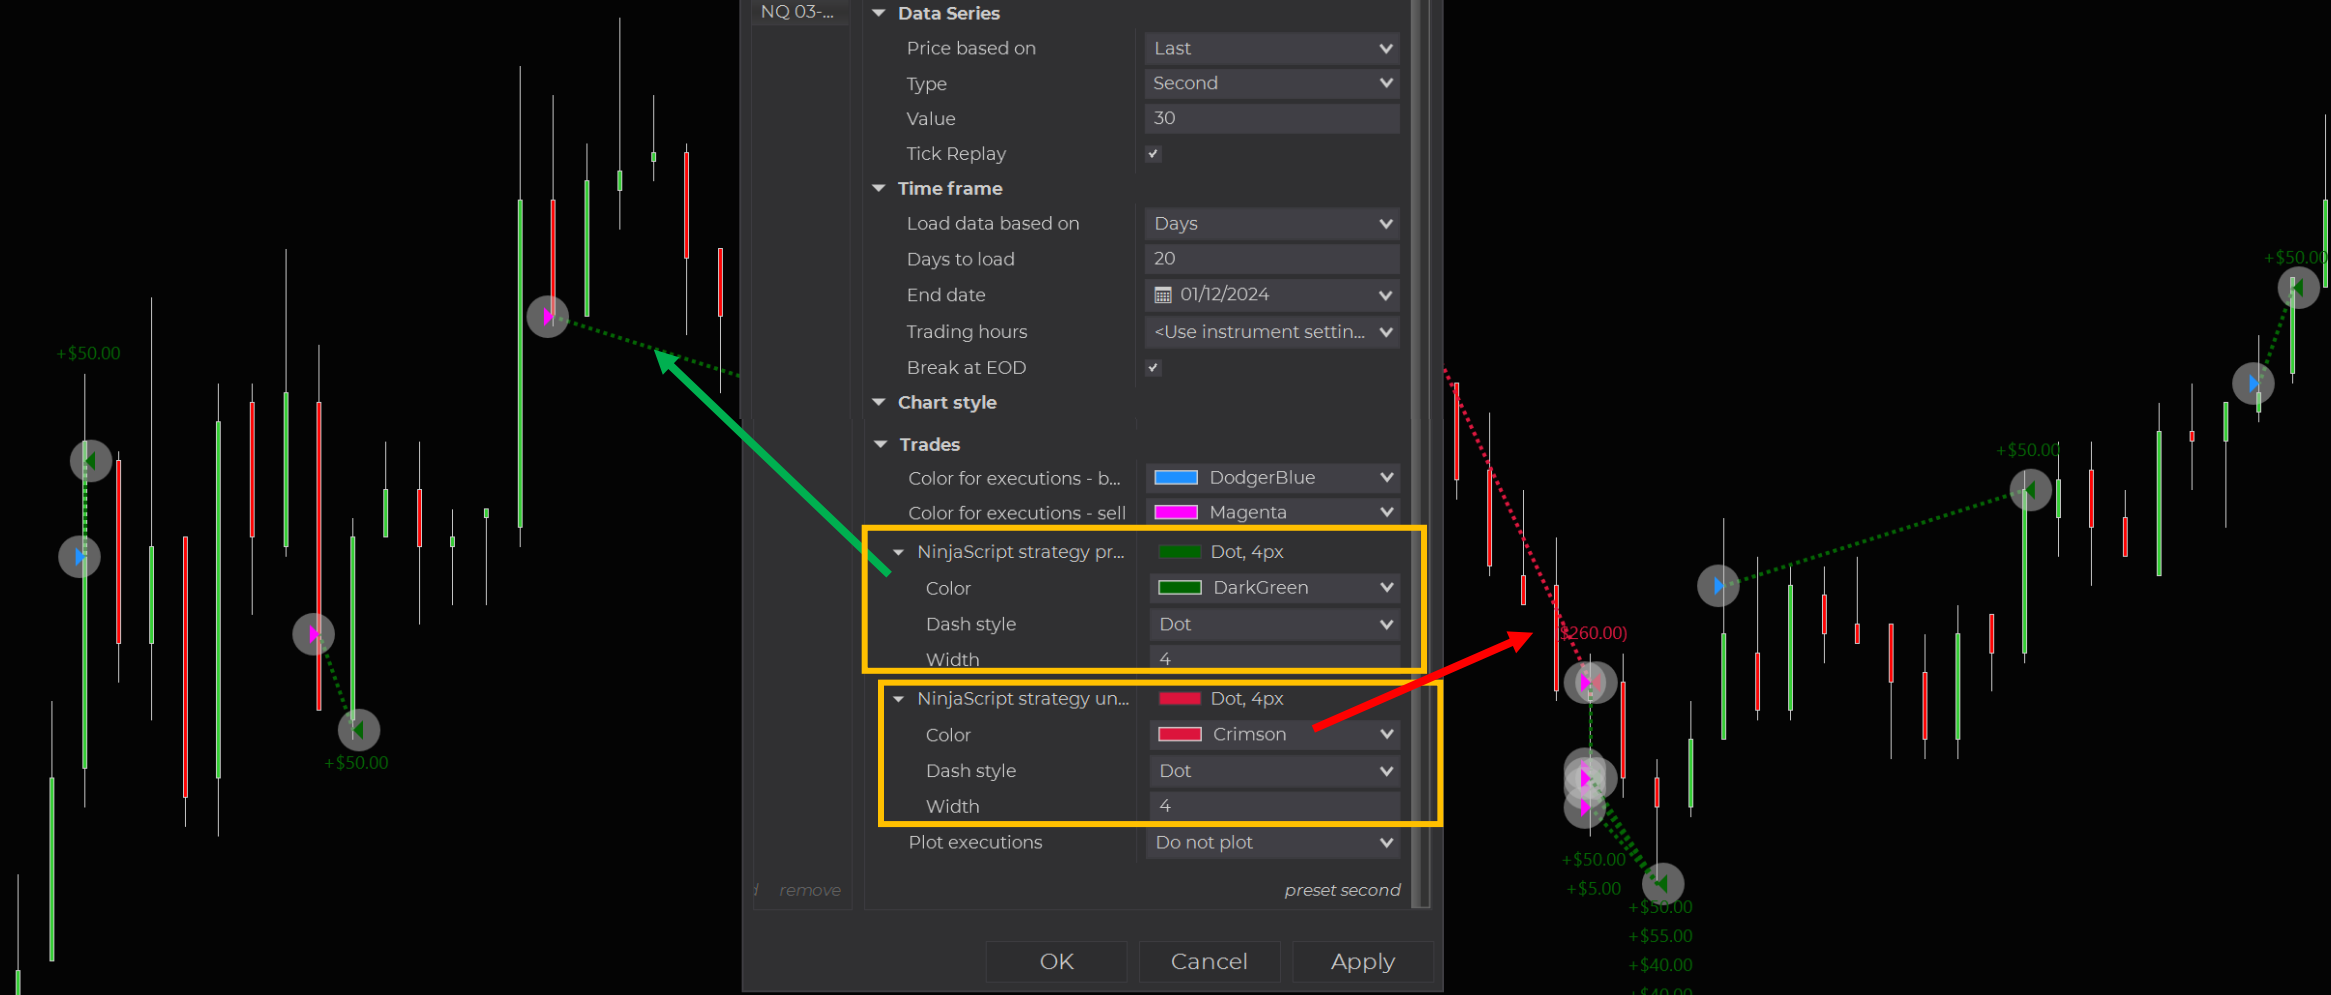 NQ 03-...
Data Series
Price based on Last
Type Second
Value 30
Tick Replay
Time frame
Load data based on Days
Days to load 20
End date 01/12/2024
Trading hours <Use instrument settin...
Break at EOD
Chart style
Trades
Color for executions - b... DodgerBlue
Color for executions - sell Magenta
NinjaScript strategy pr... Dot, 4px
Color DarkGreen
Dash style Dot
Width 4
NinjaScript strategy un... Dot, 4px
Color Crimson
Dash style Dot
Width 4
Plot executions Do not plot
remove
preset second
OK Cancel Apply
+$50.00
+$50.00
$260.00)
+$50.00
+$5.00
+$50.00
+$55.00
+$40.00
+$40.00
+$50.00
+$50.00